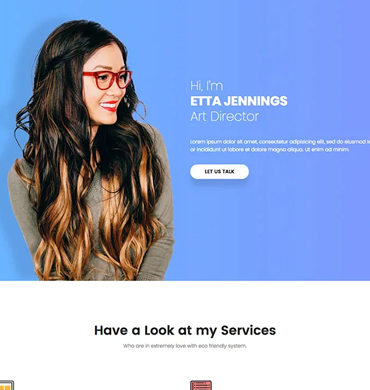 Hi, I'm
ETTA JENNINGS
Art Director
Lorem ipsum dolor sit amet, consectetur adipisicing elit, sed do eiusmod te
or incididunt ut labore et dolore magna aliqua. Ut enim ad minim.
LET US TALK
Have a Look at my Services
Who are in extremely love with eco friendly system.